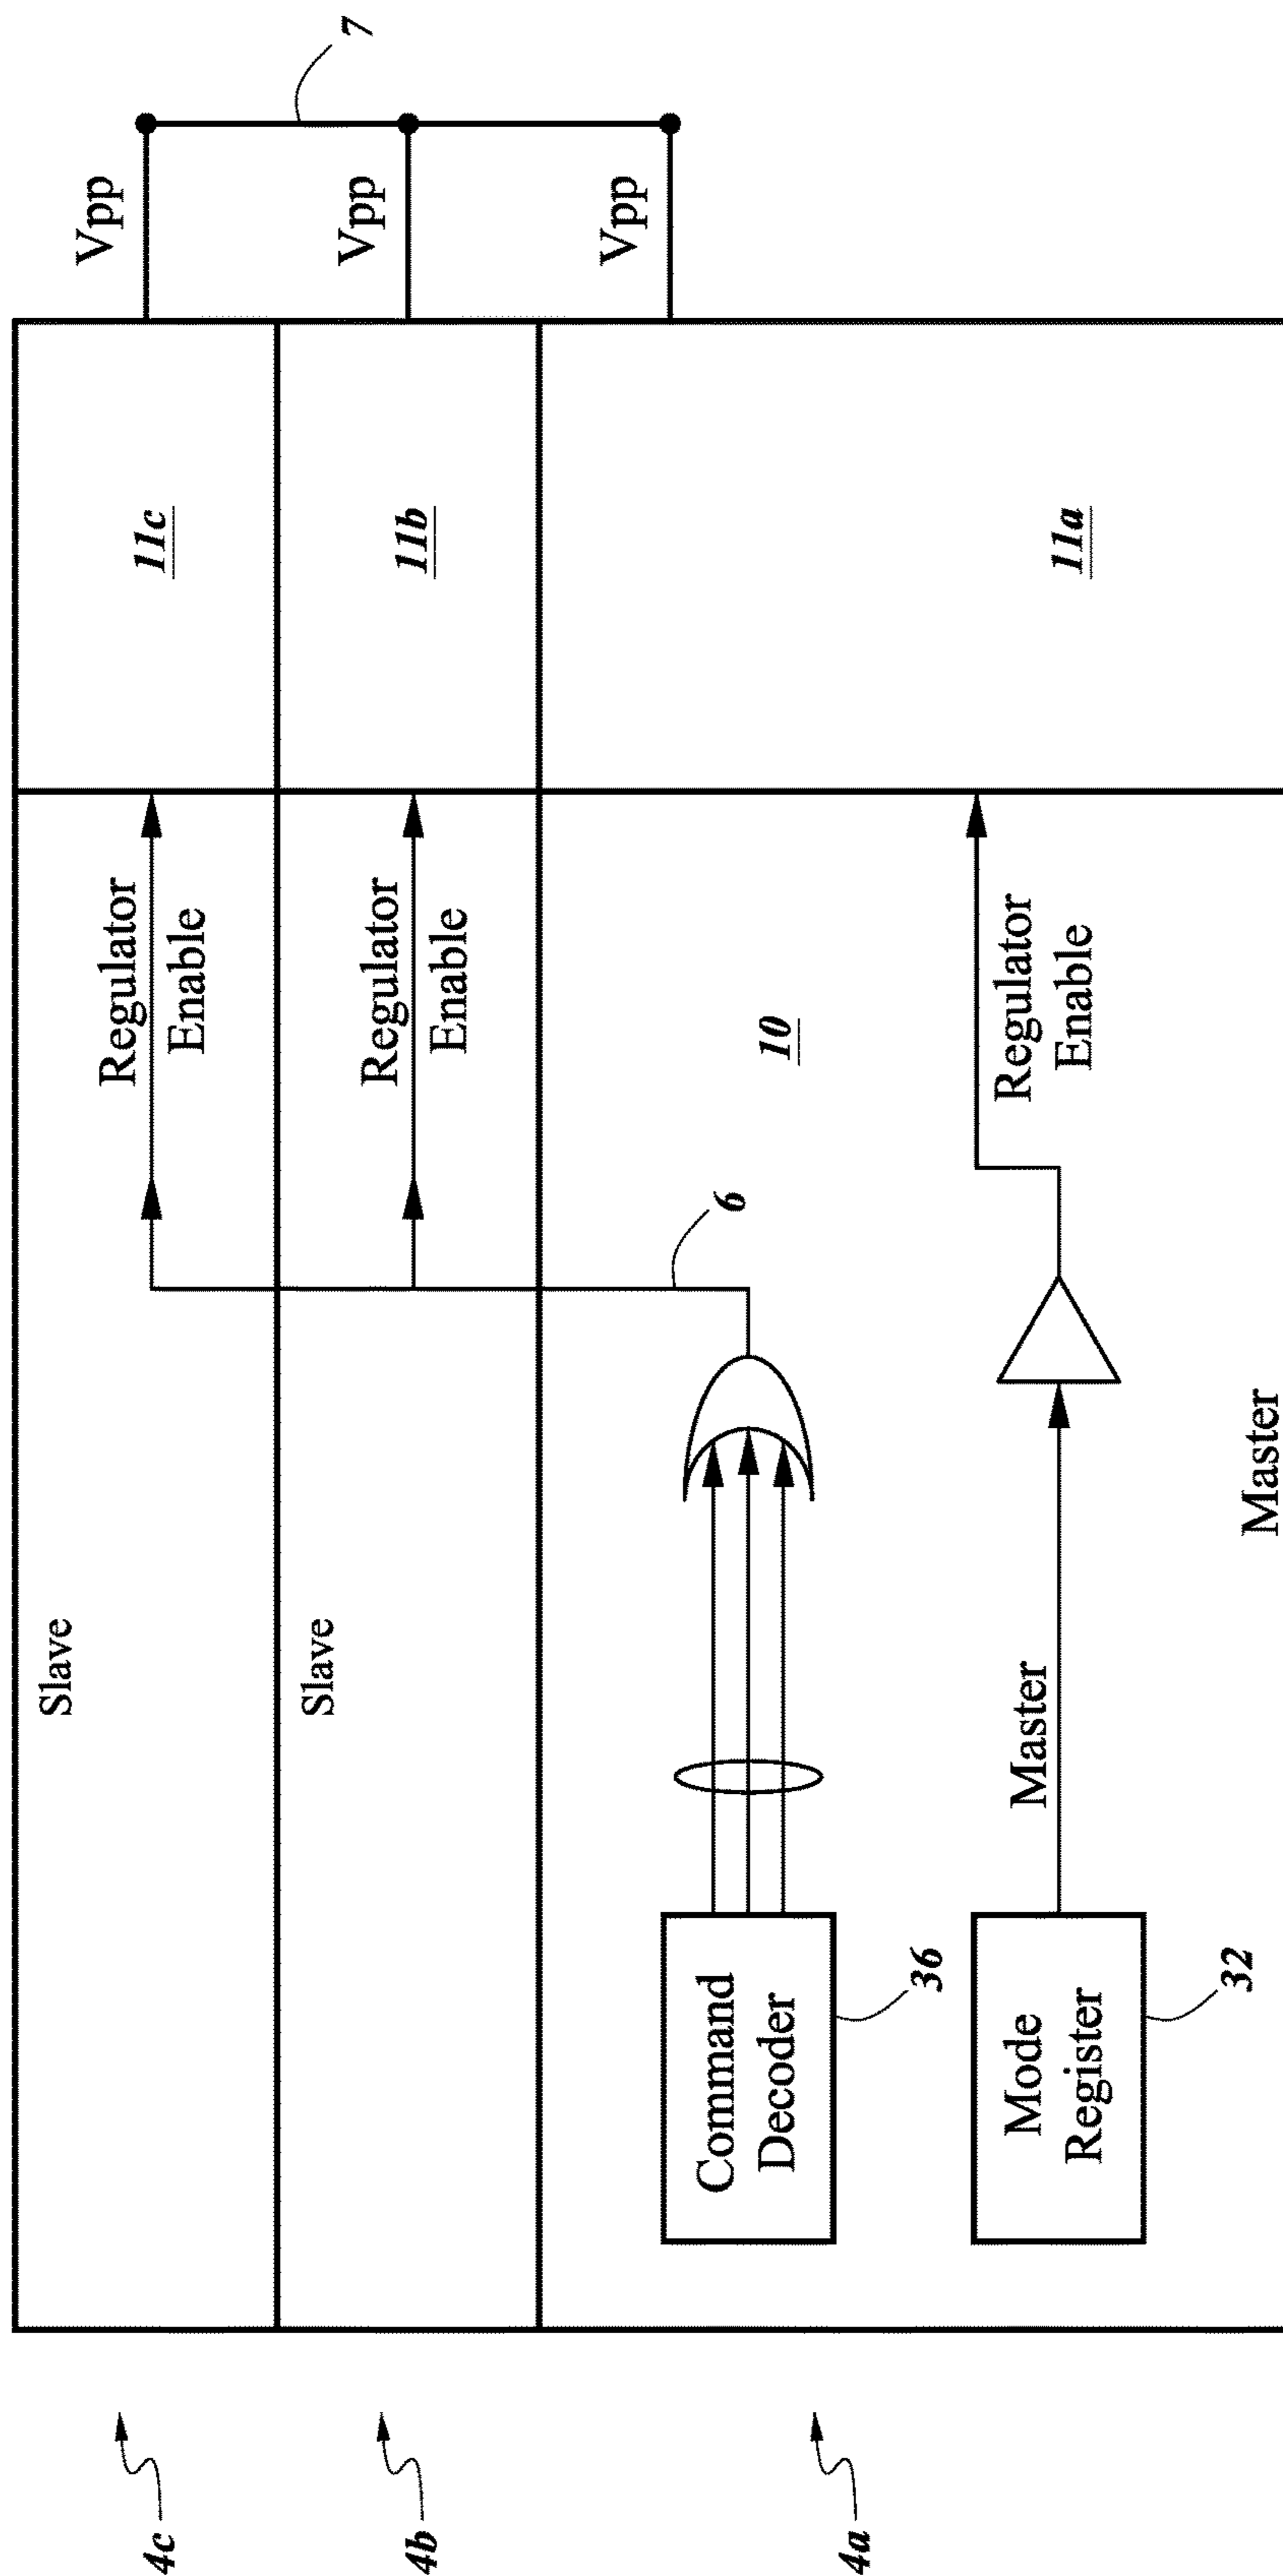 4c
Slave
Regulator
Enable
11c
Vpp
7
4b
Slave
Regulator
Enable
11b
Vpp
Vpp
4a
Command
Decoder
36
6
10
11a
Mode
Register
32
Master
Regulator
Enable
Master